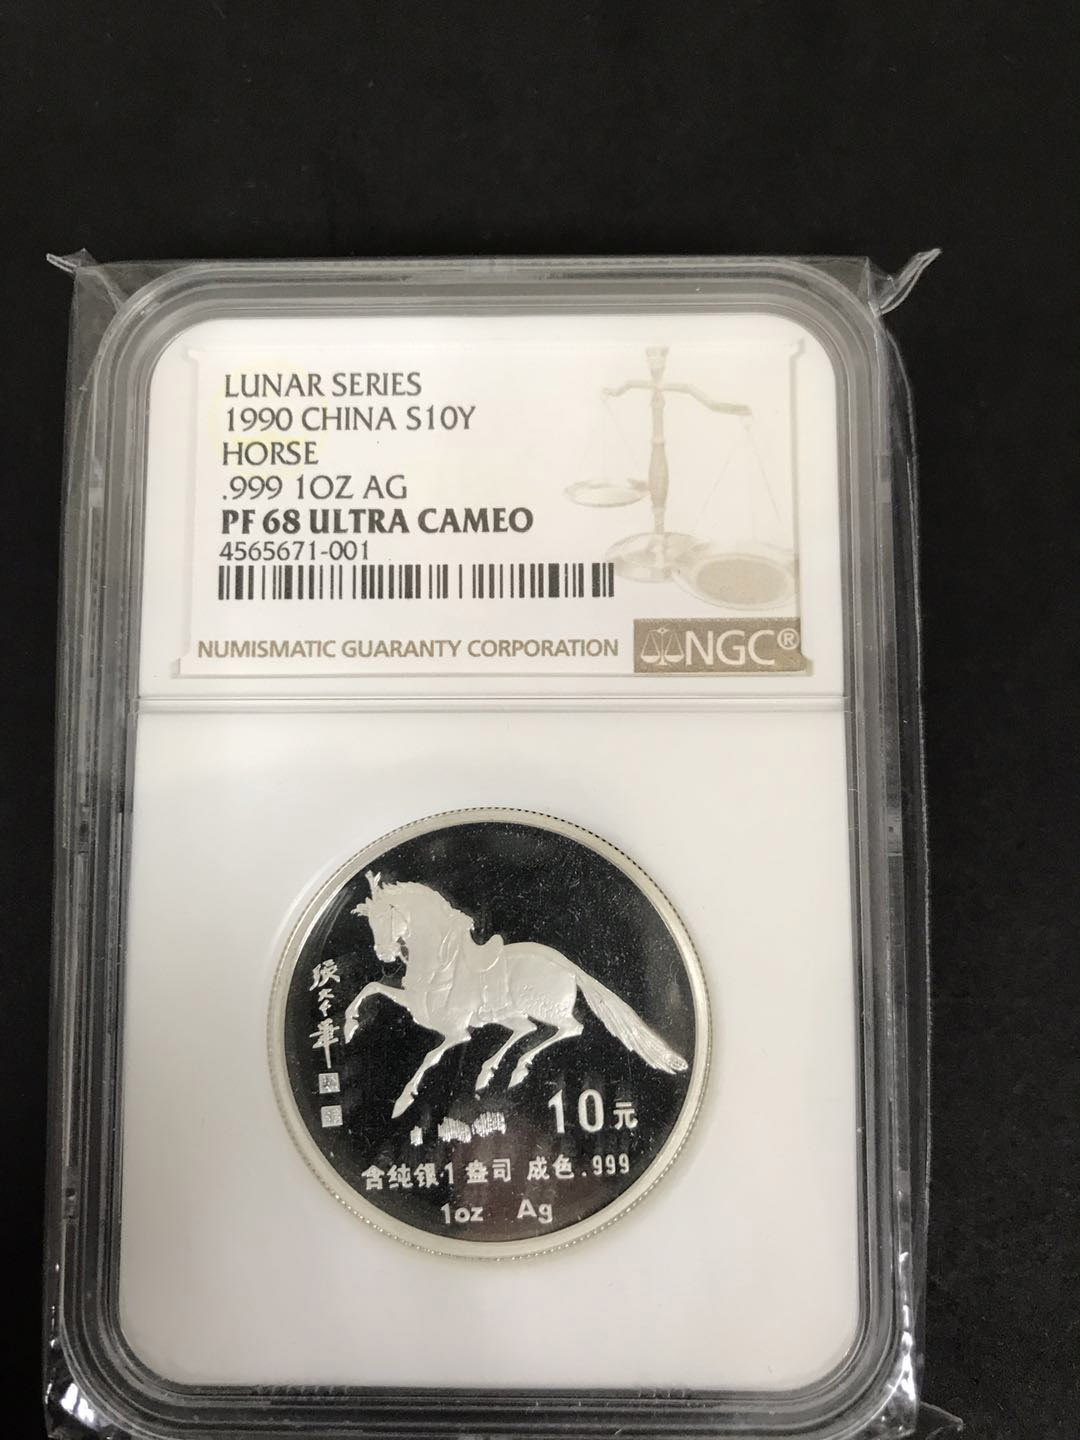 LUNAR SERIES
1990 CHINA S10Y
HORSE
.999 1OZ AG
PF 68 ULTRA CAMEO
4565671-001
NUMISMATIC GUARANTY CORPORATION
NGC®
10元
含纯银1盎司 成色.999
1oz Ag